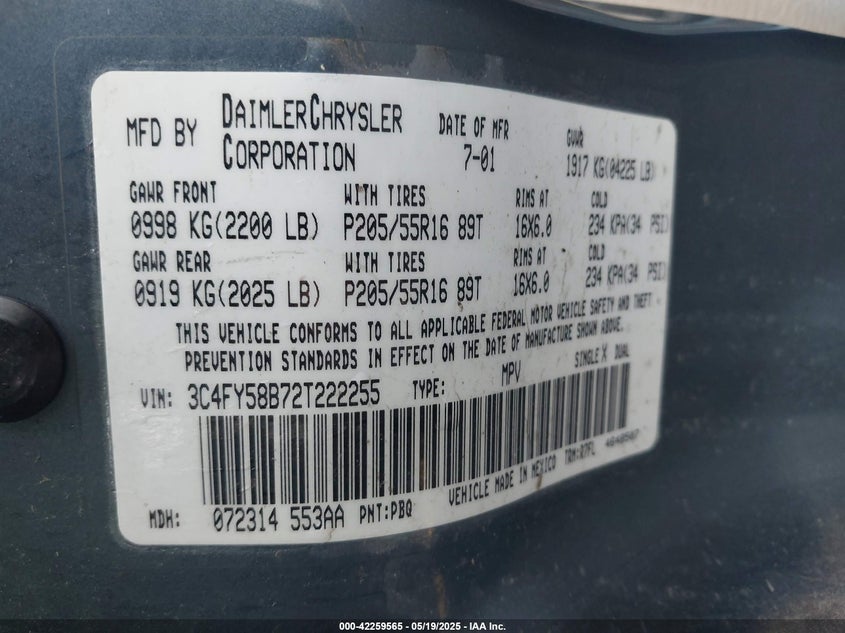 MFD BY DAIMLERCHRYSLER CORPORATION DATE OF MFR 7-01 GVWR 1917 KG(04225 LB)
GAWR FRONT WITH TIRES RIMS AT COLD
0998 KG(2200 LB) P205/55R16 89T 16X6.0 234 KPA(34 PSI)
GAWR REAR WITH TIRES RIMS AT COLD
0919 KG(2025 LB) P205/55R16 89T 16X6.0 234 KPA(34 PSI)
THIS VEHICLE CONFORMS TO ALL APPLICABLE FEDERAL MOTOR VEHICLE SAFETY AND THEFT
PREVENTION STANDARDS IN EFFECT ON THE DATE OF MANUFACTURE SHOWN ABOVE.
SINGLE X DUAL
VIN: 3C4FY58B72T222255 TYPE: MPV
VEHICLE MADE IN MEXICO TRM:R7FL 4640507
MDH: 072314 553AA PNT:PBQ
000-42259565 / 05/19/2025 - IAA Inc.